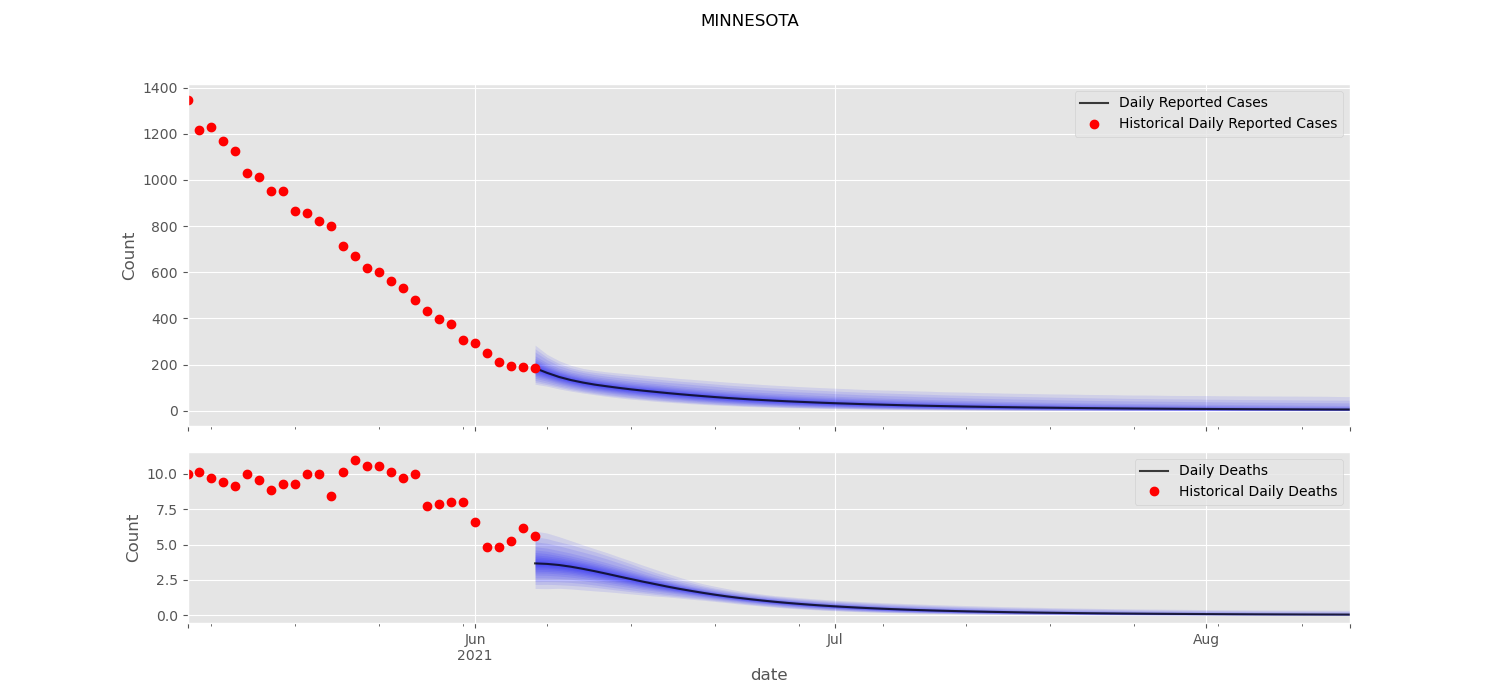 MINNESOTA
1400
1200
1000
800
600
400
200
0
Count
Daily Reported Cases
Historical Daily Reported Cases
10.0
7.5
5.0
2.5
0.0
Count
Daily Deaths
Historical Daily Deaths
Jun
2021
Jul
Aug
date